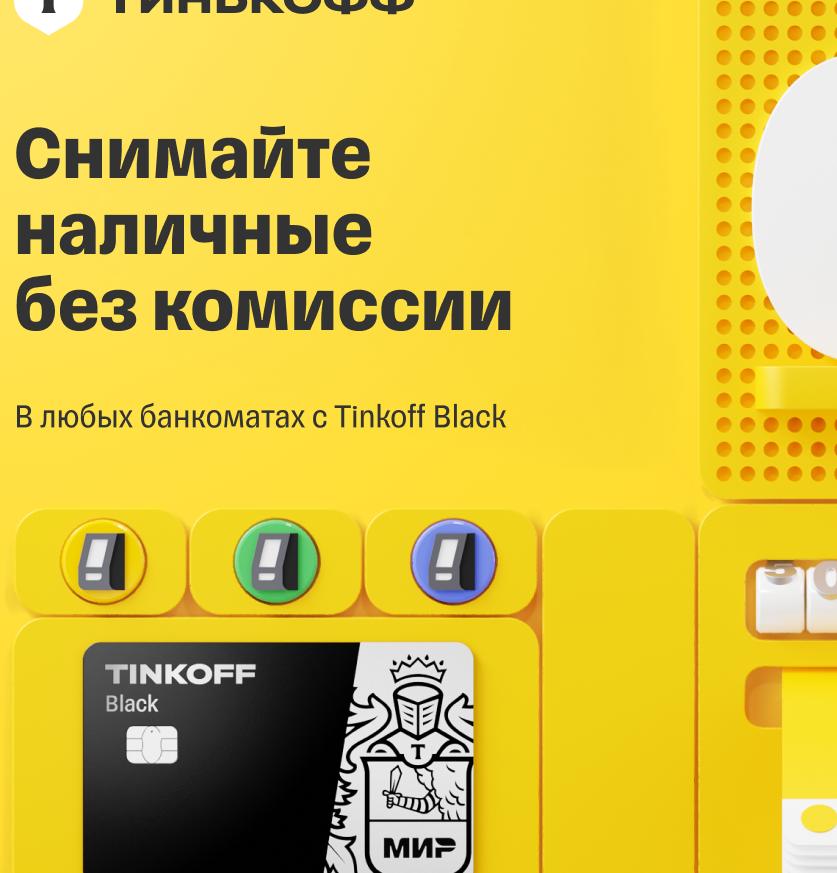 ТИНЬКОФФ
Снимайте
наличные
без комиссии
В любых банкоматах с Tinkoff Black
TINKOFF
Black
Т
МИР